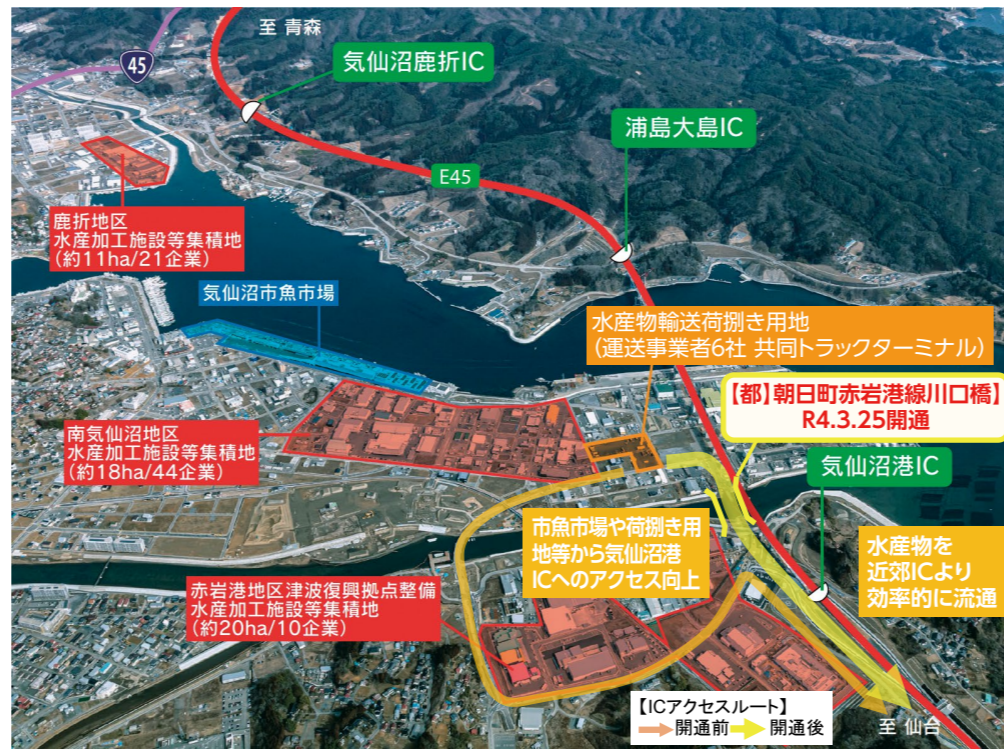 至 青森
45
気仙沼鹿折IC
浦島大島IC
E45
鹿折地区
水産加工施設等集積地
(約11ha/21企業)
気仙沼市魚市場
水産物輸送荷捌き用地
(運送事業者6社 共同トラックターミナル)
【都】朝日町赤岩港線川口橋】
R4.3.25開通
南気仙沼地区
水産加工施設等集積地
(約18ha/44企業)
気仙沼港IC
市魚市場や荷捌き用
地等から気仙沼港
ICへのアクセス向上
水産物を
近郊ICより
効率的に流通
赤岩港地区津波復興拠点整備
水産加工施設等集積地
(約20ha/10企業)
【ICアクセスルート】
開通前 開通後
至 仙台